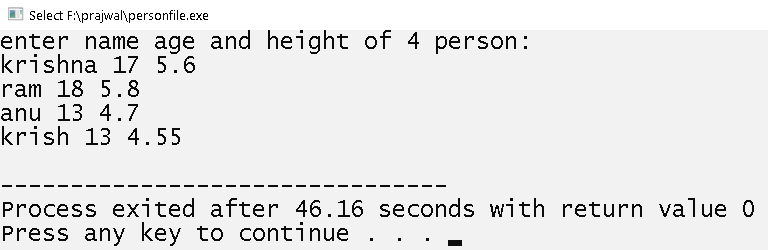 Select F:\prajwal\personfile.exe
enter name age and height of 4 person:
krishna 17 5.6
ram 18 5.8
anu 13 4.7
krish 13 4.55
--------------------------------
Process exited after 46.16 seconds with return value 0
Press any key to continue . . .